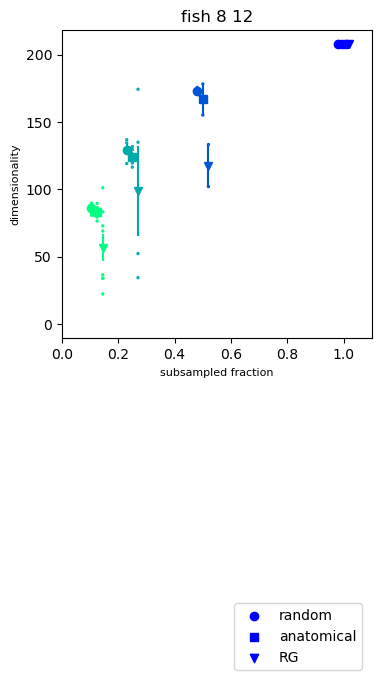 fish 8 12
200
150
100
50
0
dimensionality
0.0 0.2 0.4 0.6 0.8 1.0
subsampled fraction
random
anatomical
RG